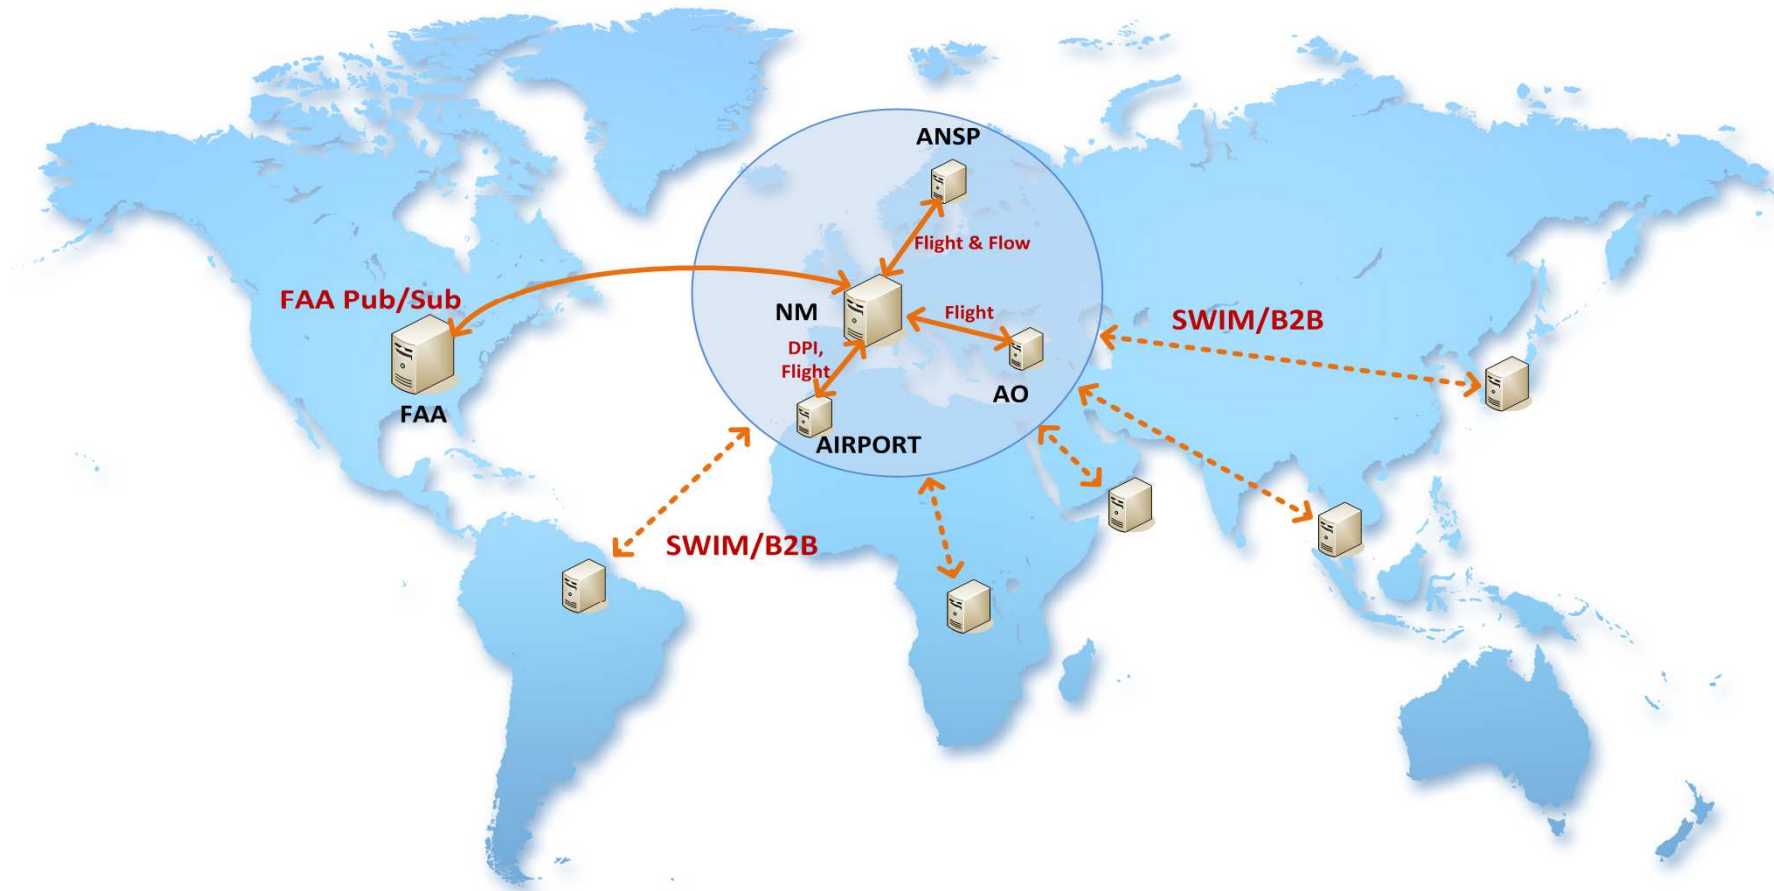 ANSP
Flight & Flow
FAA Pub/Sub
NM
Flight
SWIM/B2B
DPI,
Flight
AO
FAA
AIRPORT
SWIM/B2B